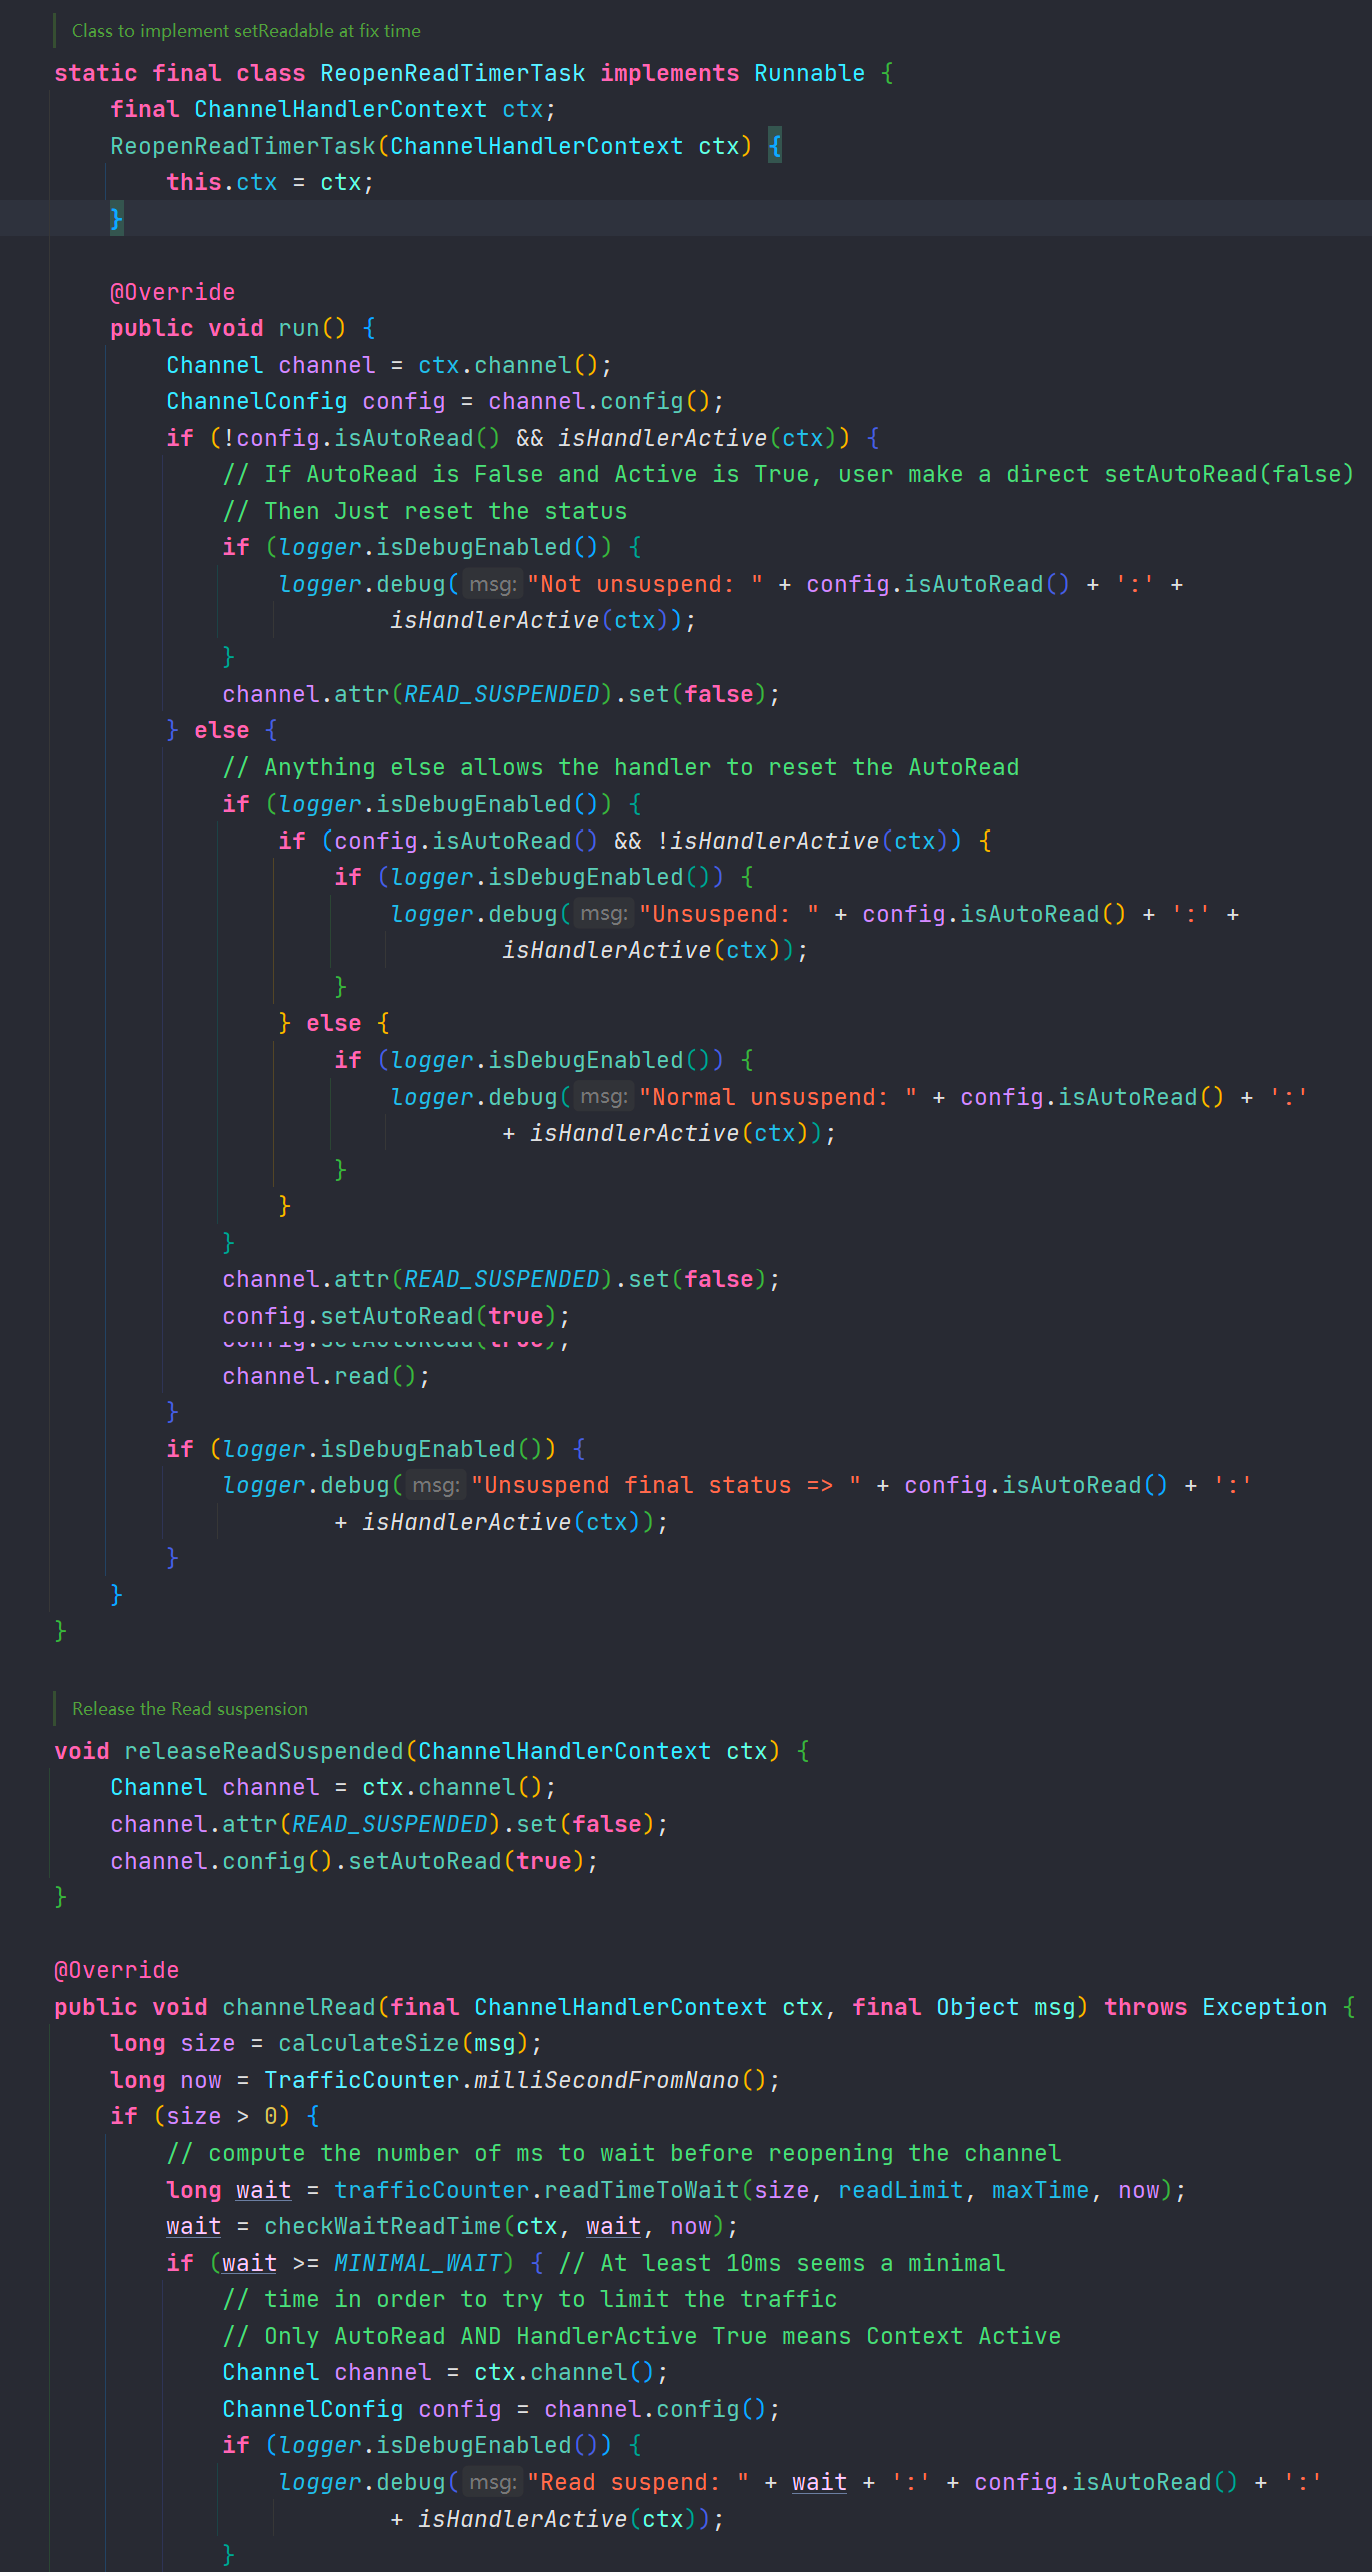 Class to implement setReadable at fix time
static final class ReopenReadTimerTask implements Runnable {
    final ChannelHandlerContext ctx;
    ReopenReadTimerTask(ChannelHandlerContext ctx) {
        this.ctx = ctx;
    }

    @Override
    public void run() {
        Channel channel = ctx.channel();
        ChannelConfig config = channel.config();
        if (!config.isAutoRead() && isHandlerActive(ctx)) {
            // If AutoRead is False and Active is True, user make a direct setAutoRead(false)
            // Then Just reset the status
            if (logger.isDebugEnabled()) {
                logger.debug( msg: "Not unsuspend: " + config.isAutoRead() + ':' +
                        isHandlerActive(ctx));
            }
            channel.attr(READ_SUSPENDED).set(false);
        } else {
            // Anything else allows the handler to reset the AutoRead
            if (logger.isDebugEnabled()) {
                if (config.isAutoRead() && !isHandlerActive(ctx)) {
                    if (logger.isDebugEnabled()) {
                        logger.debug( msg: "Unsuspend: " + config.isAutoRead() + ':' +
                                isHandlerActive(ctx));
                    }
                } else {
                    if (logger.isDebugEnabled()) {
                        logger.debug( msg: "Normal unsuspend: " + config.isAutoRead() + ':'
                                + isHandlerActive(ctx));
                    }
                }
            }
            channel.attr(READ_SUSPENDED).set(false);
            config.setAutoRead(true);
            config.setAutoRead(true);
            channel.read();
        }
        if (logger.isDebugEnabled()) {
            logger.debug( msg: "Unsuspend final status => " + config.isAutoRead() + ':'
                    + isHandlerActive(ctx));
        }
    }
}

Release the Read suspension
void releaseReadSuspended(ChannelHandlerContext ctx) {
    Channel channel = ctx.channel();
    channel.attr(READ_SUSPENDED).set(false);
    channel.config().setAutoRead(true);
}

@Override
public void channelRead(final ChannelHandlerContext ctx, final Object msg) throws Exception {
    long size = calculateSize(msg);
    long now = TrafficCounter.milliSecondFromNano();
    if (size > 0) {
        // compute the number of ms to wait before reopening the channel
        long wait = trafficCounter.readTimeToWait(size, readLimit, maxTime, now);
        wait = checkWaitReadTime(ctx, wait, now);
        if (wait >= MINIMAL_WAIT) { // At least 10ms seems a minimal
            // time in order to try to limit the traffic
            // Only AutoRead AND HandlerActive True means Context Active
            Channel channel = ctx.channel();
            ChannelConfig config = channel.config();
            if (logger.isDebugEnabled()) {
                logger.debug( msg: "Read suspend: " + wait + ':' + config.isAutoRead() + ':'
                        + isHandlerActive(ctx));
            }